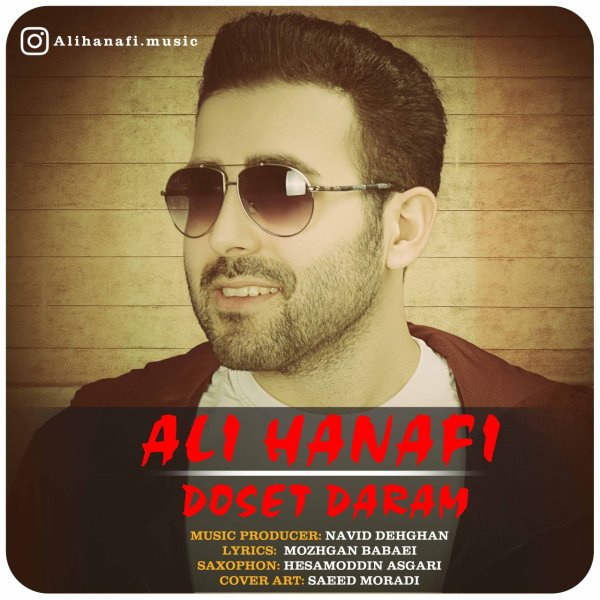 Alihanafi.music
ALI HANAFI
DOSET DARAM
MUSIC PRODUCER: NAVID DEHGHAN
LYRICS: MOZHGAN BABAEI
SAXOPHON: HESAMODDIN ASGARI
COVER ART: SAEED MORADI